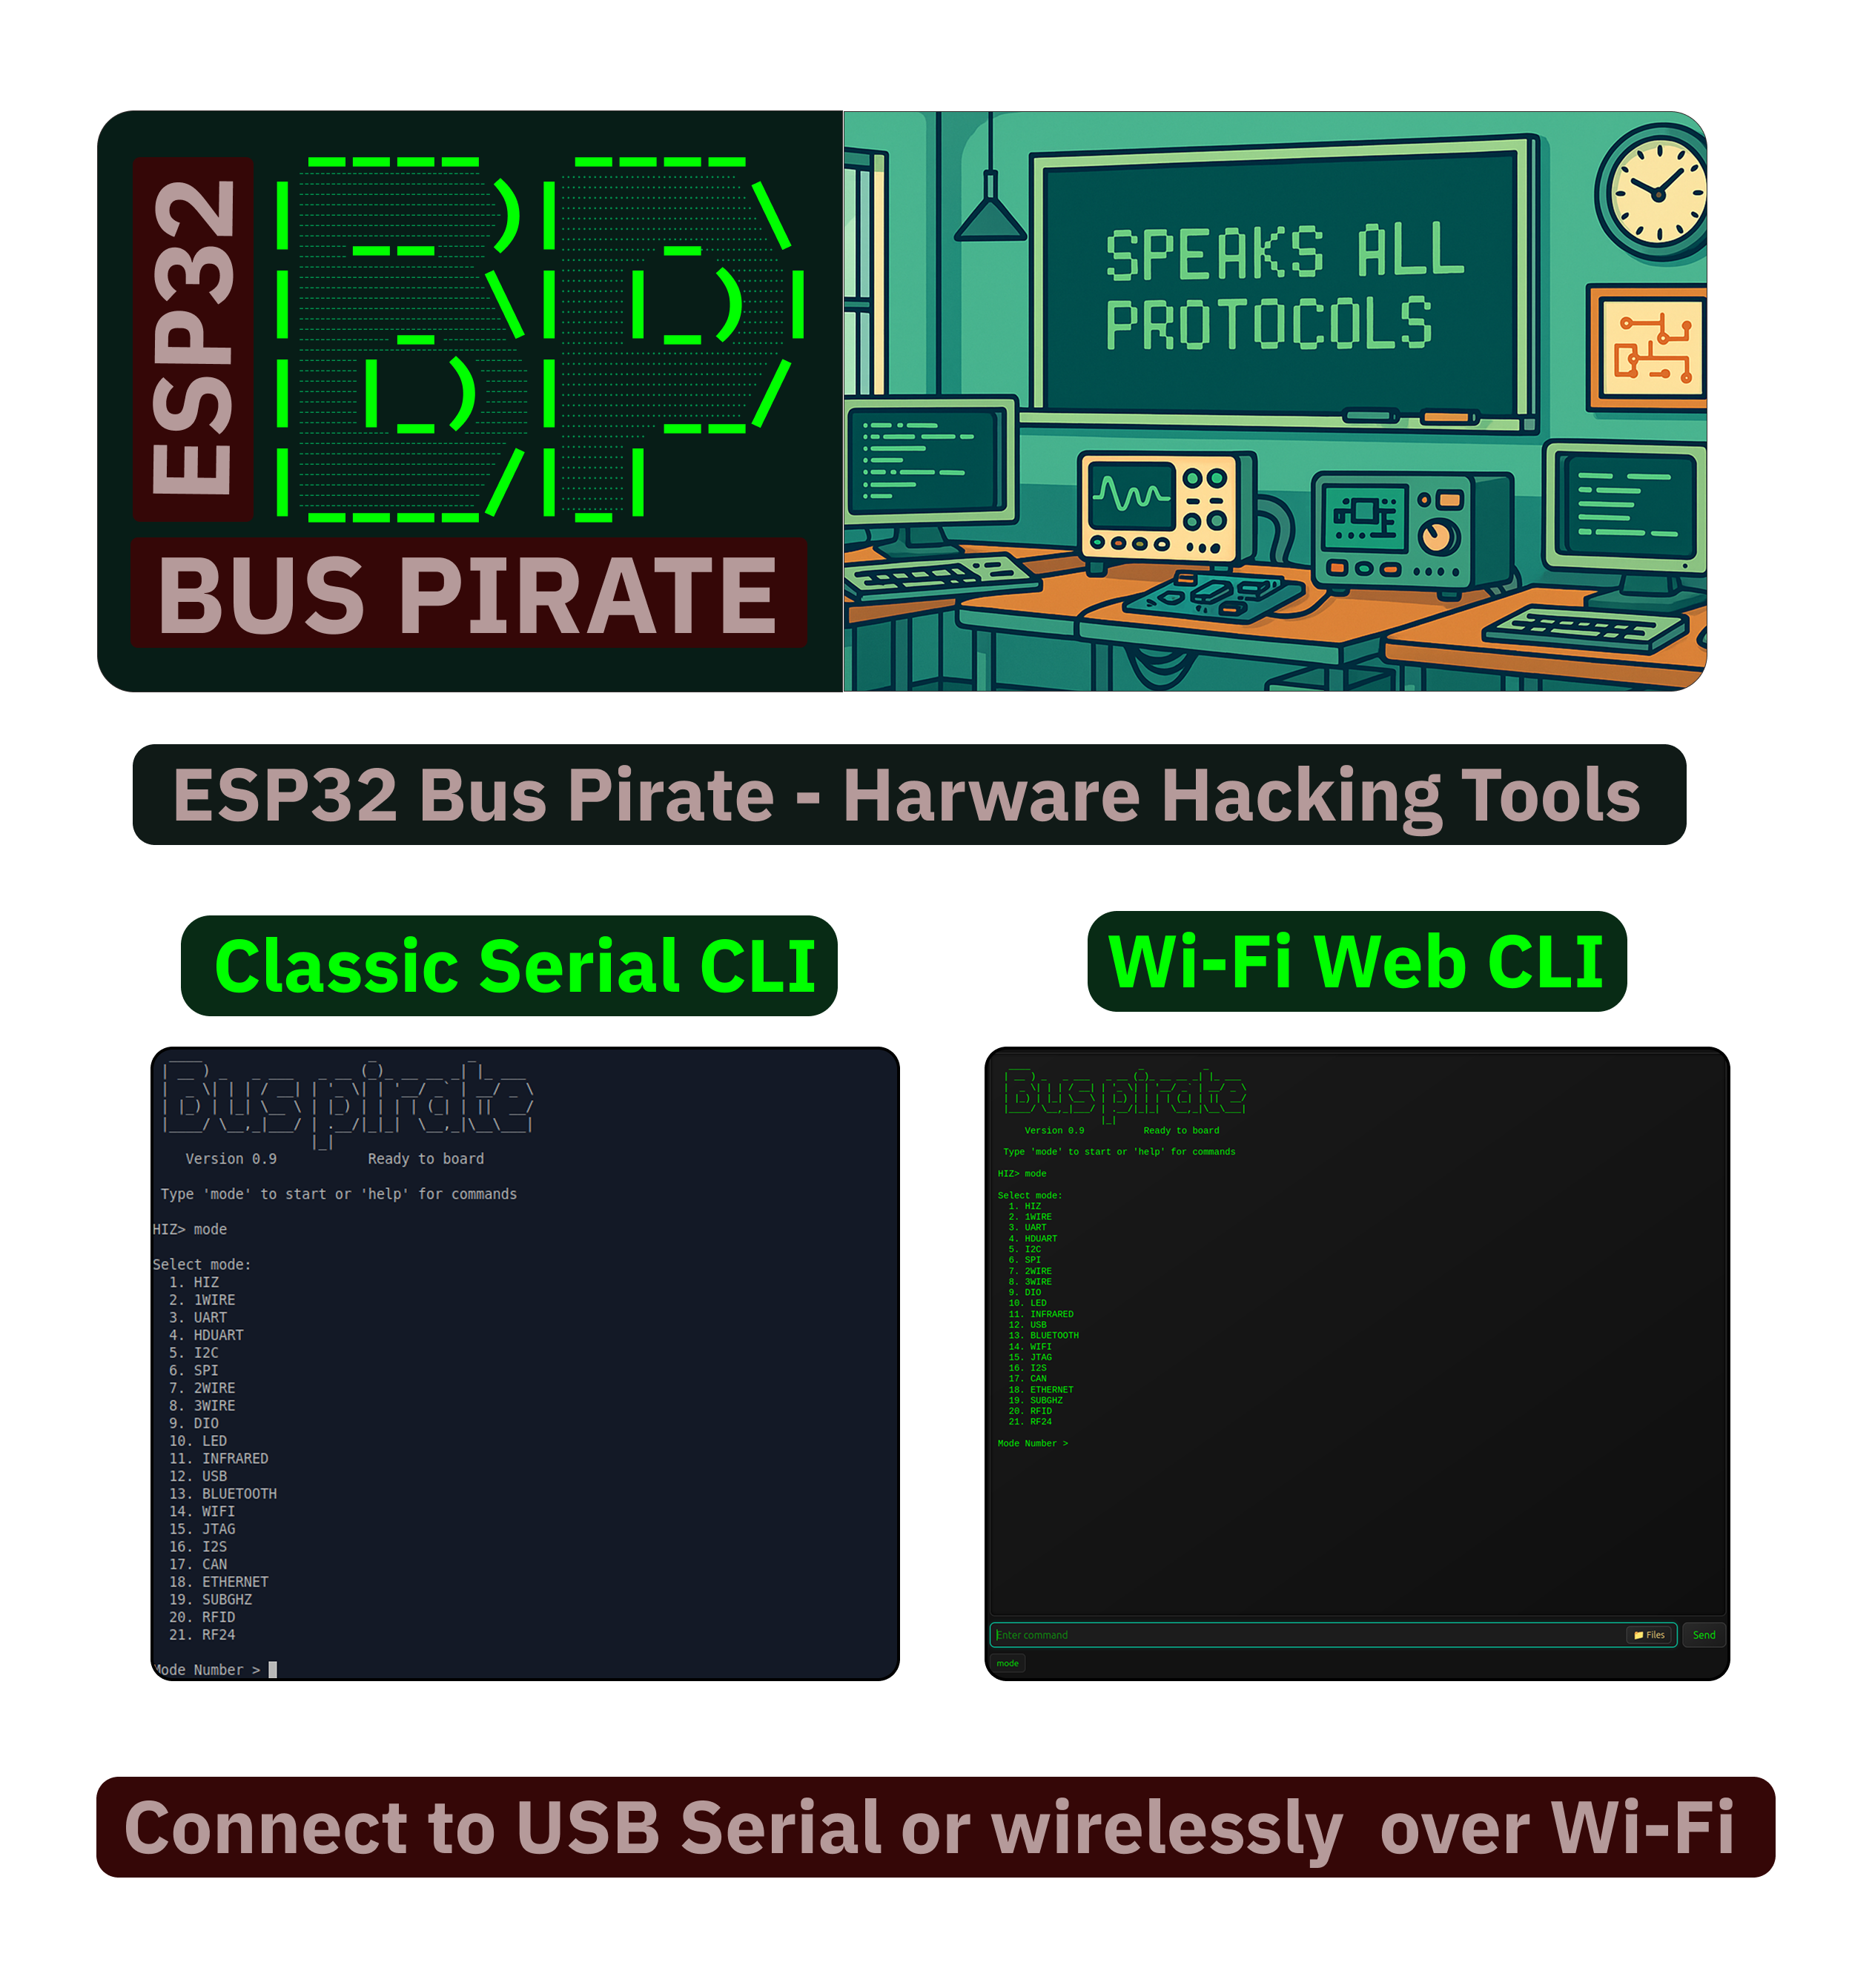 ESP32
BP
BUS PIRATE
SPEAKS ALL
PROTOCOLS
ESP32 Bus Pirate - Harware Hacking Tools
Classic Serial CLI
Buspirate
Version 0.9 Ready to board
Type 'mode' to start or 'help' for commands
HIZ> mode
Select mode:
1. HIZ
2. 1WIRE
3. UART
4. HDUART
5. I2C
6. SPI
7. 2WIRE
8. 3WIRE
9. DIO
10. LED
11. INFRARED
12. USB
13. BLUETOOTH
14. WIFI
15. JTAG
16. I2S
17. CAN
18. ETHERNET
19. SUBGHZ
20. RFID
21. RF24
Mode Number >
Wi-Fi Web CLI
Buspirate
Version 0.9 Ready to board
Type 'mode' to start or 'help' for commands
HIZ> mode
Select mode:
1. HIZ
2. 1WIRE
3. UART
4. HDUART
5. I2C
6. SPI
7. 2WIRE
8. 3WIRE
9. DIO
10. LED
11. INFRARED
12. USB
13. BLUETOOTH
14. WIFI
15. JTAG
16. I2S
17. CAN
18. ETHERNET
19. SUBGHZ
20. RFID
21. RF24
Mode Number >
Enter command
Files
Send
mode
Connect to USB Serial or wirelessly over Wi-Fi